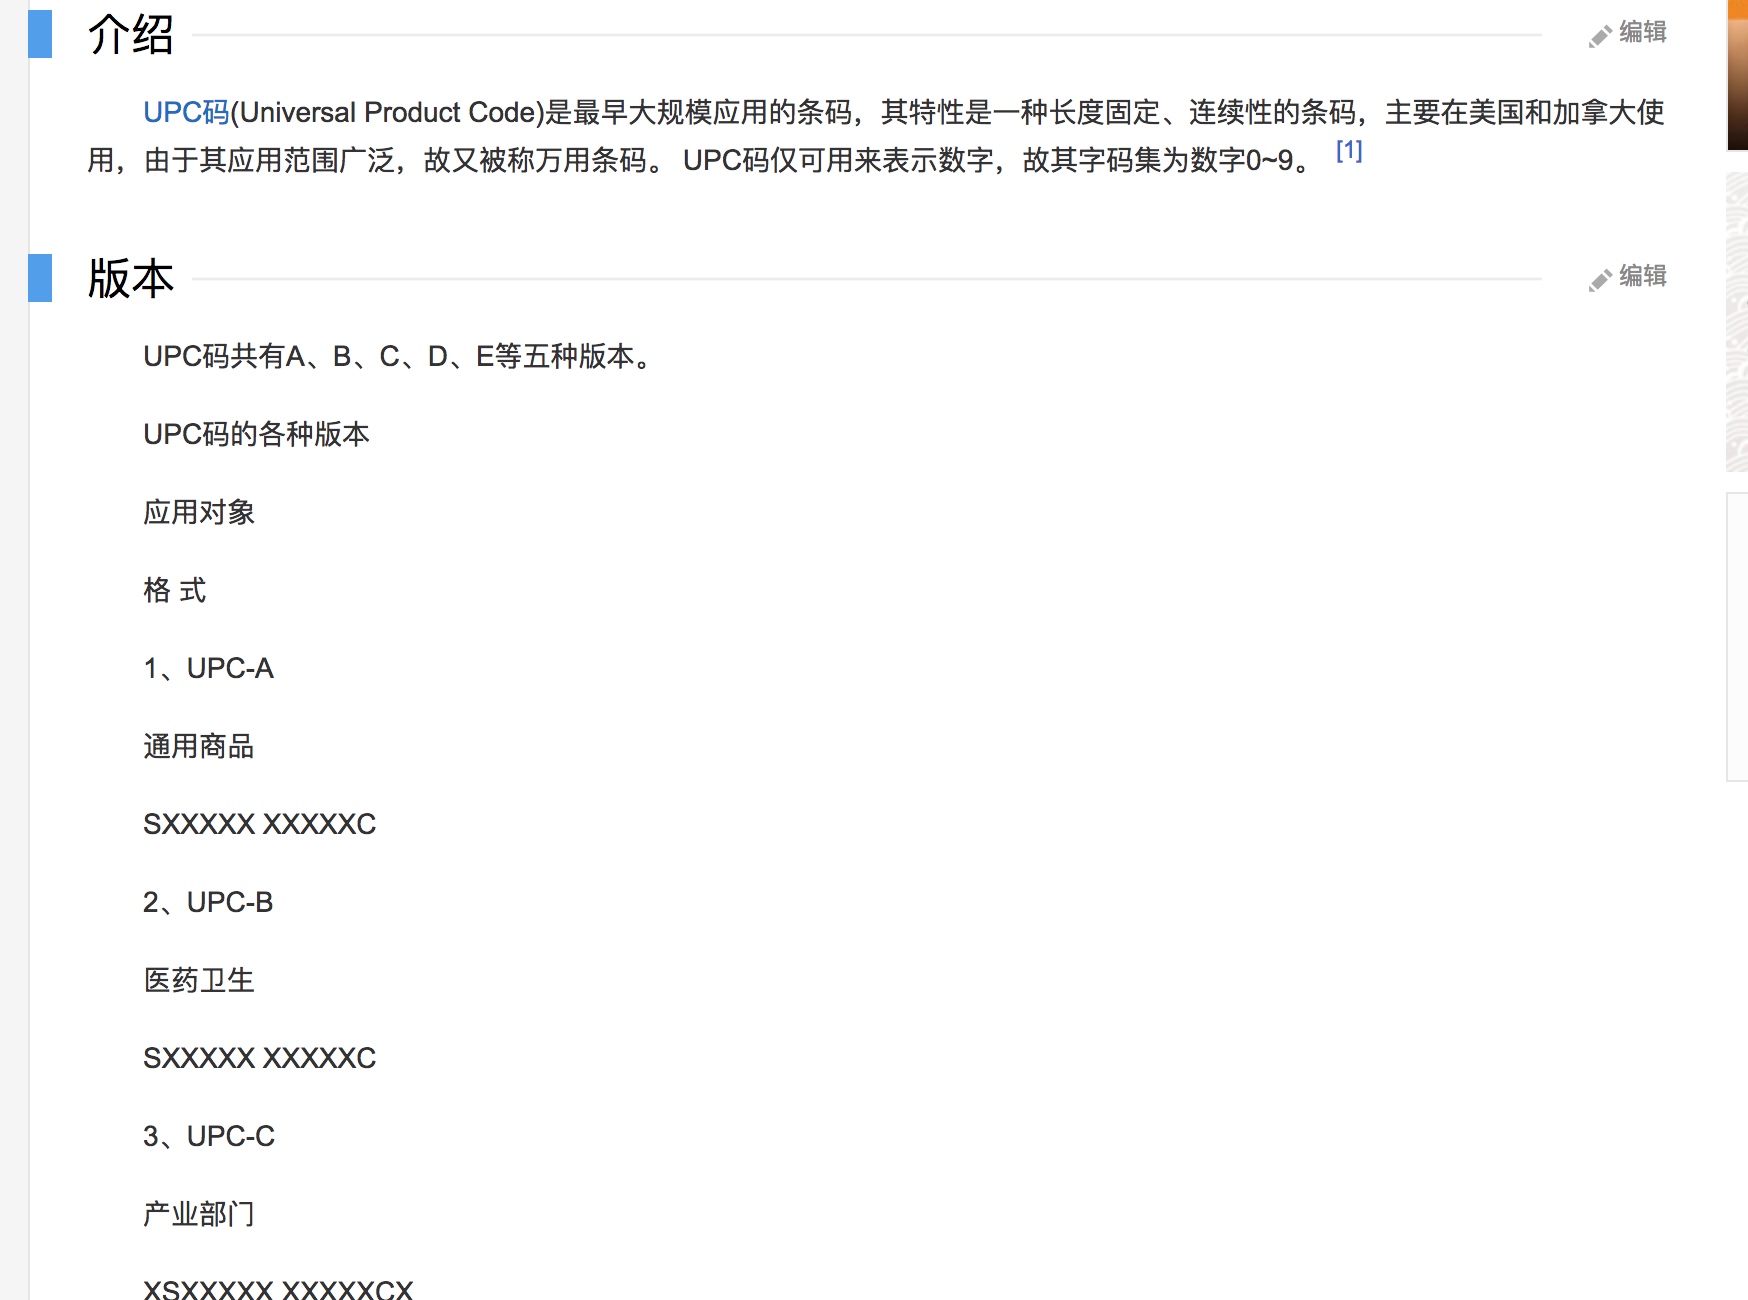 介绍
编辑
UPC码(Universal Product Code)是最早大规模应用的条码，其特性是一种长度固定、连续性的条码，主要在美国和加拿大使
用，由于其应用范围广泛，故又被称万用条码。 UPC码仅可用来表示数字，故其字码集为数字0~9。 [1]
版本
编辑
UPC码共有A、B、C、D、E等五种版本。
UPC码的各种版本
应用对象
格 式
1、UPC-A
通用商品
SXXXXX XXXXXC
2、UPC-B
医药卫生
SXXXXX XXXXXC
3、UPC-C
产业部门
XSXXXXX XXXXXCX